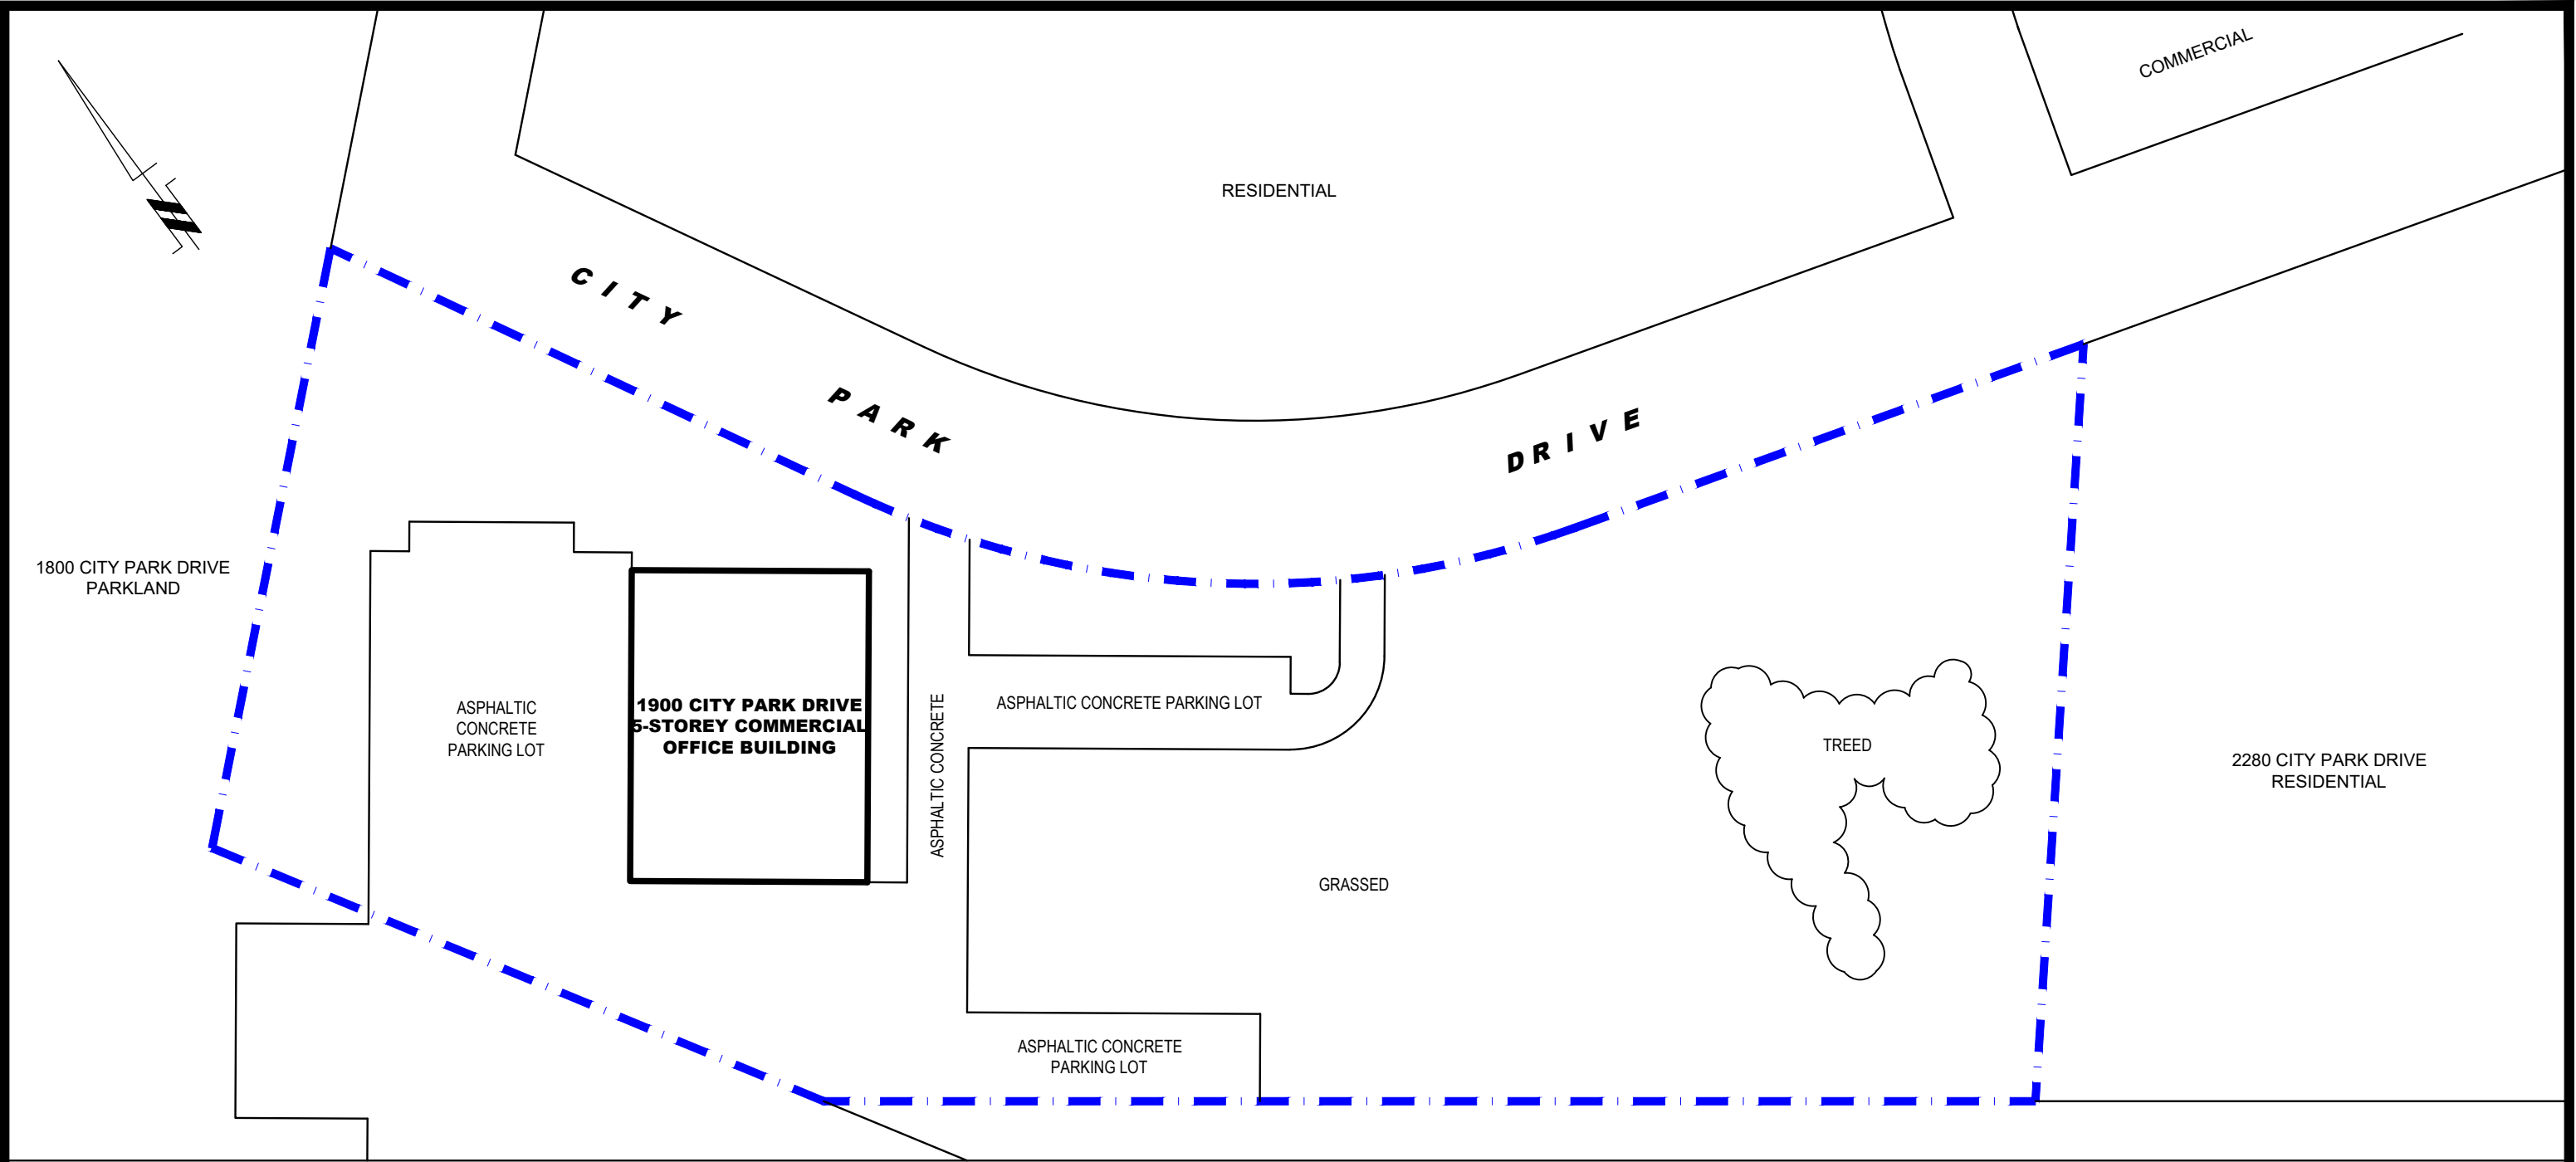 COMMERCIAL
RESIDENTIAL
CITY PARK DRIVE
1800 CITY PARK DRIVE
PARKLAND
ASPHALTIC
CONCRETE
PARKING LOT
1900 CITY PARK DRIVE
5-STOREY COMMERCIAL
OFFICE BUILDING
ASPHALTIC CONCRETE
ASPHALTIC CONCRETE PARKING LOT
TREED
2280 CITY PARK DRIVE
RESIDENTIAL
GRASSED
ASPHALTIC CONCRETE
PARKING LOT